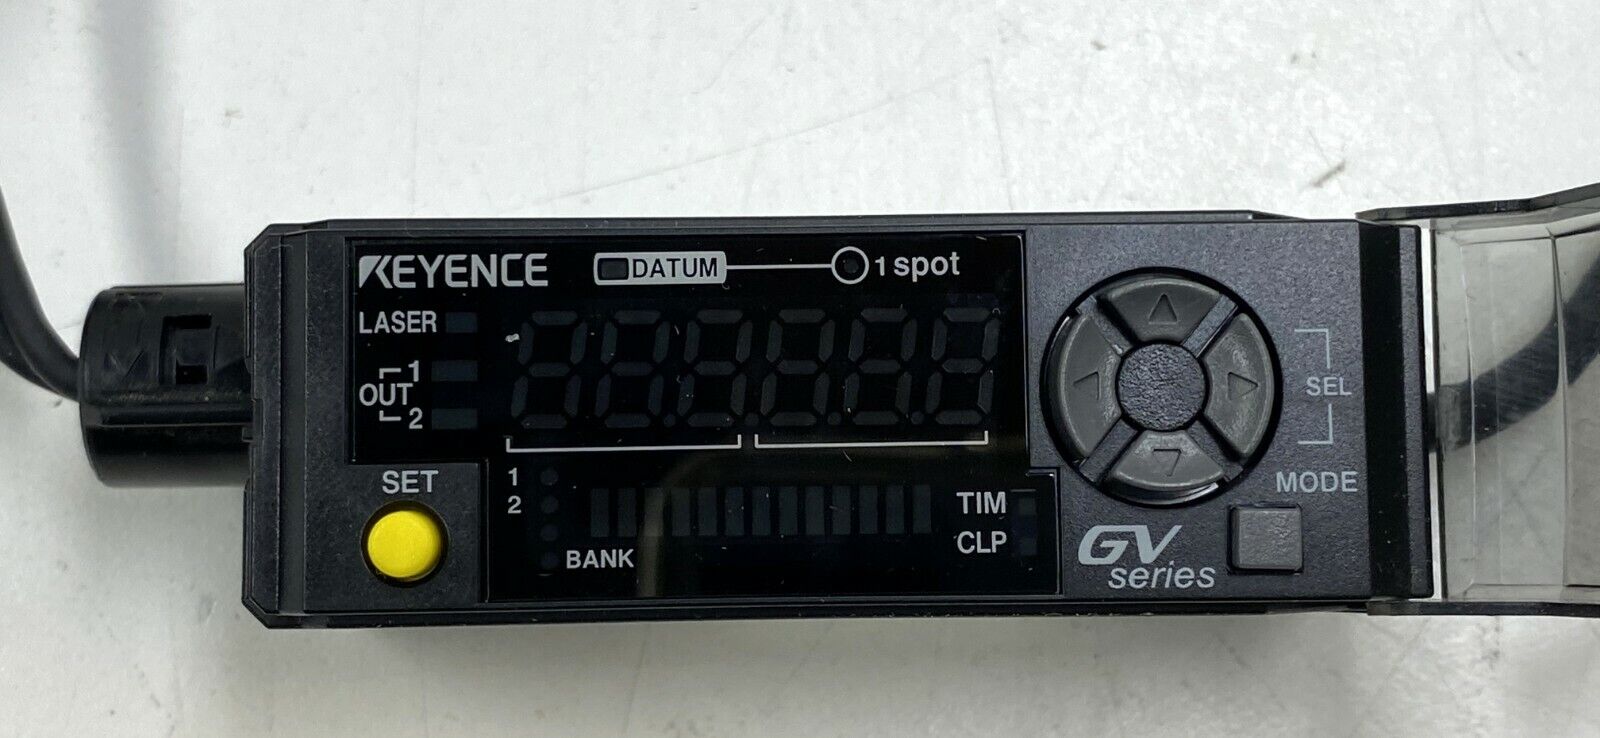 KEYENCE DATUM 1 spot
LASER
OUT 1
2
SET
1
2
BANK
TIM
CLP
SEL
MODE
GV
series